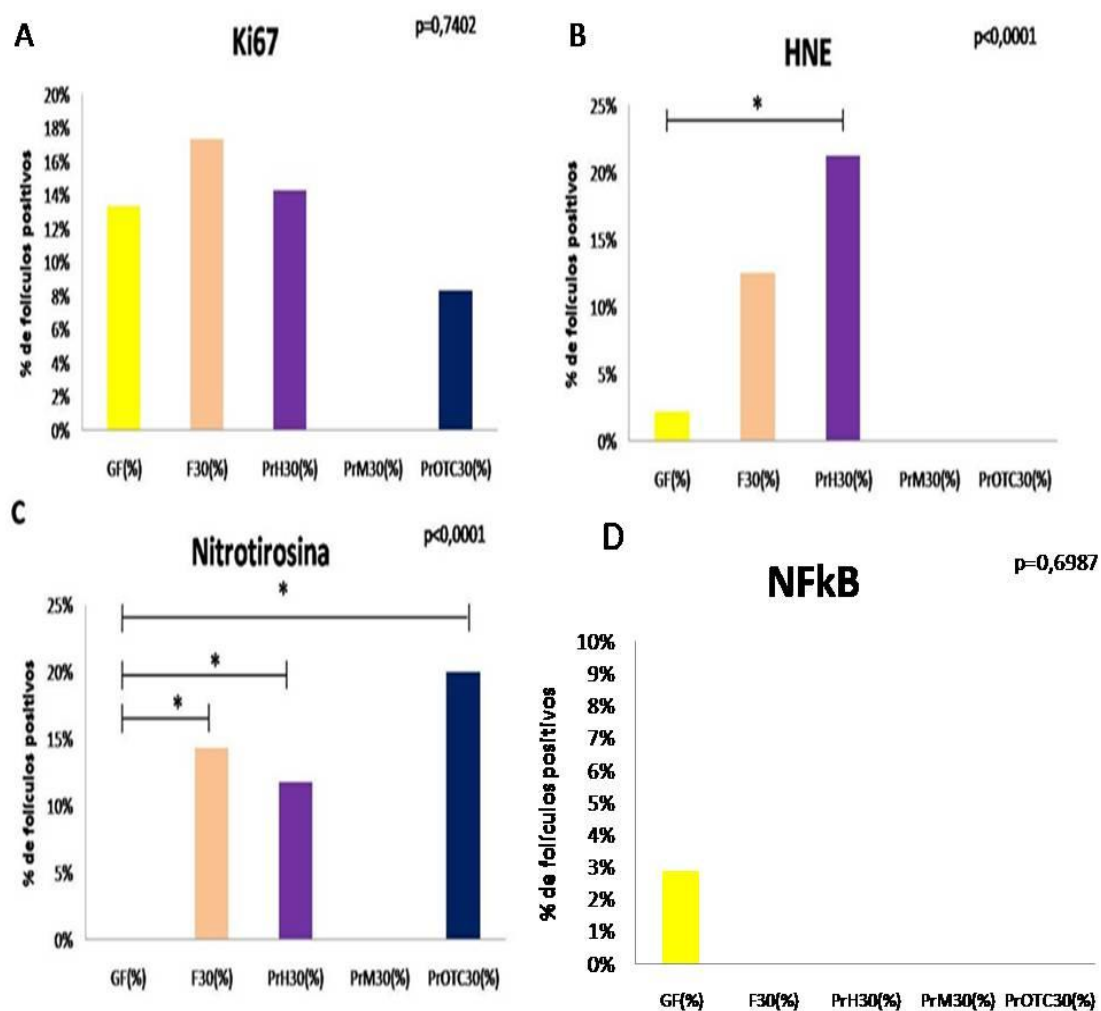 A
Ki67
p=0,7402
% de folículos positivos
20%
18%
16%
14%
12%
10%
8%
6%
4%
2%
0%
GF(%) F30(%) PrH30(%) PrM30(%) PrOTC30(%)
B
HNE
p<0,0001
% de folículos positivos
25%
20%
15%
10%
5%
0%
*
GF(%) F30(%) PrH30(%) PrM30(%) PrOTC30(%)
C
Nitrotirosina
p<0,0001
% de folículos positivos
25%
20%
15%
10%
5%
0%
*
*
*
GF(%) F30(%) PrH30(%) PrM30(%) PrOTC30(%)
D
NFkB
p=0,6987
% de folículos positivos
10%
9%
8%
7%
6%
5%
4%
3%
2%
1%
0%
GF(%) F30(%) PrH30(%) PrM30(%) PrOTC30(%)